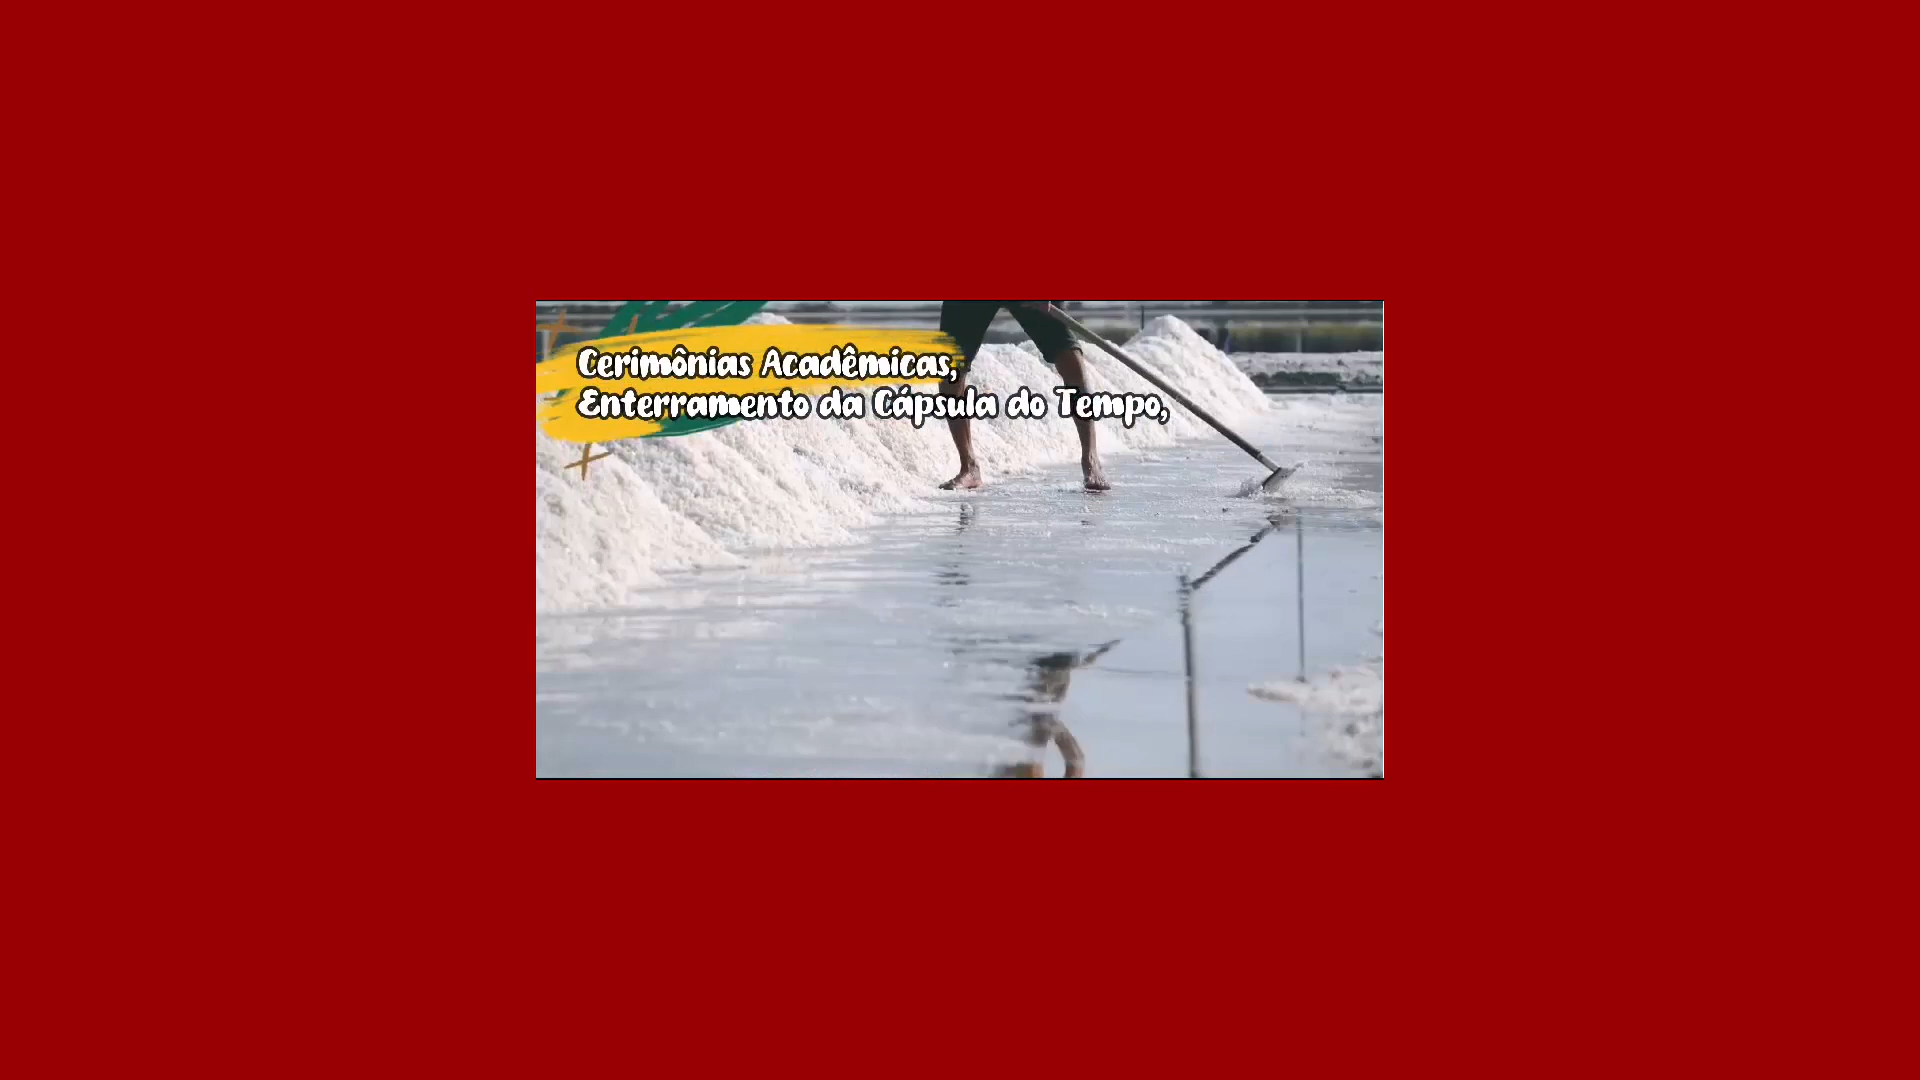 Cerimônias Acadêmicas,
Enterramento da Cápsula do Tempo,